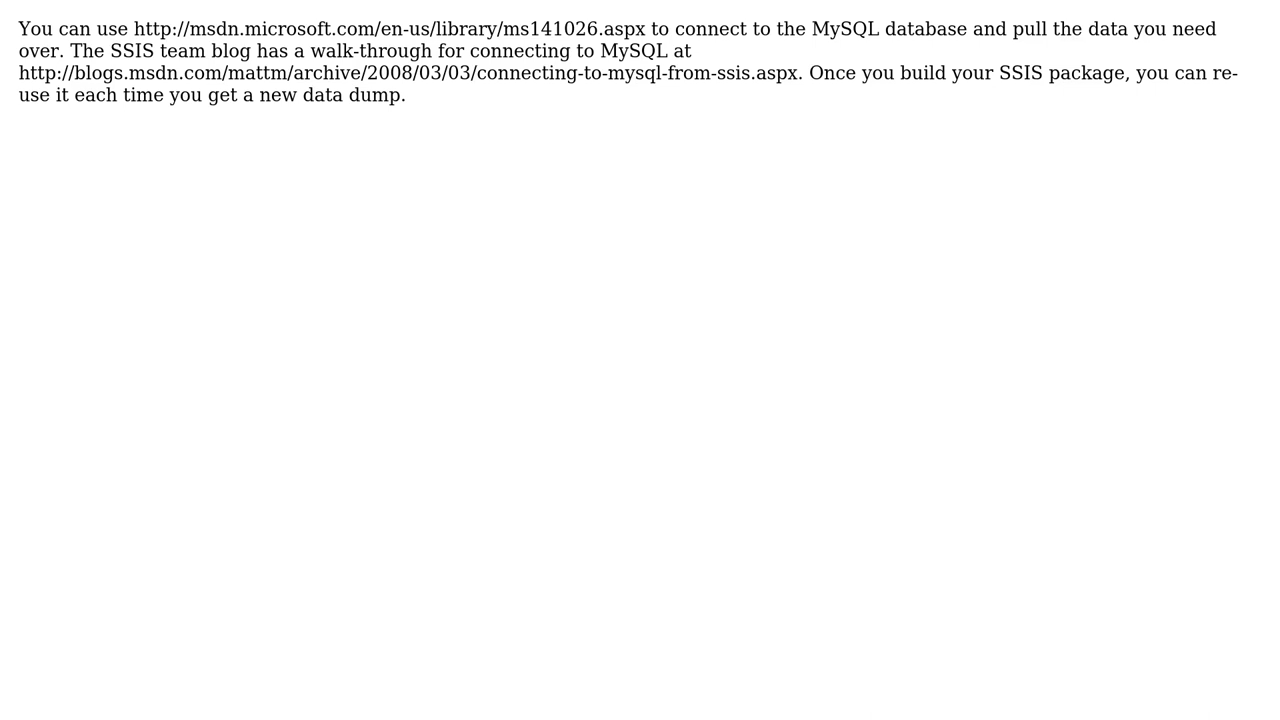 You can use http://msdn.microsoft.com/en-us/library/ms141026.aspx to connect to the MySQL database and pull the data you need
over. The SSIS team blog has a walk-through for connecting to MySQL at
http://blogs.msdn.com/mattm/archive/2008/03/03/connecting-to-mysql-from-ssis.aspx. Once you build your SSIS package, you can re-
use it each time you get a new data dump.